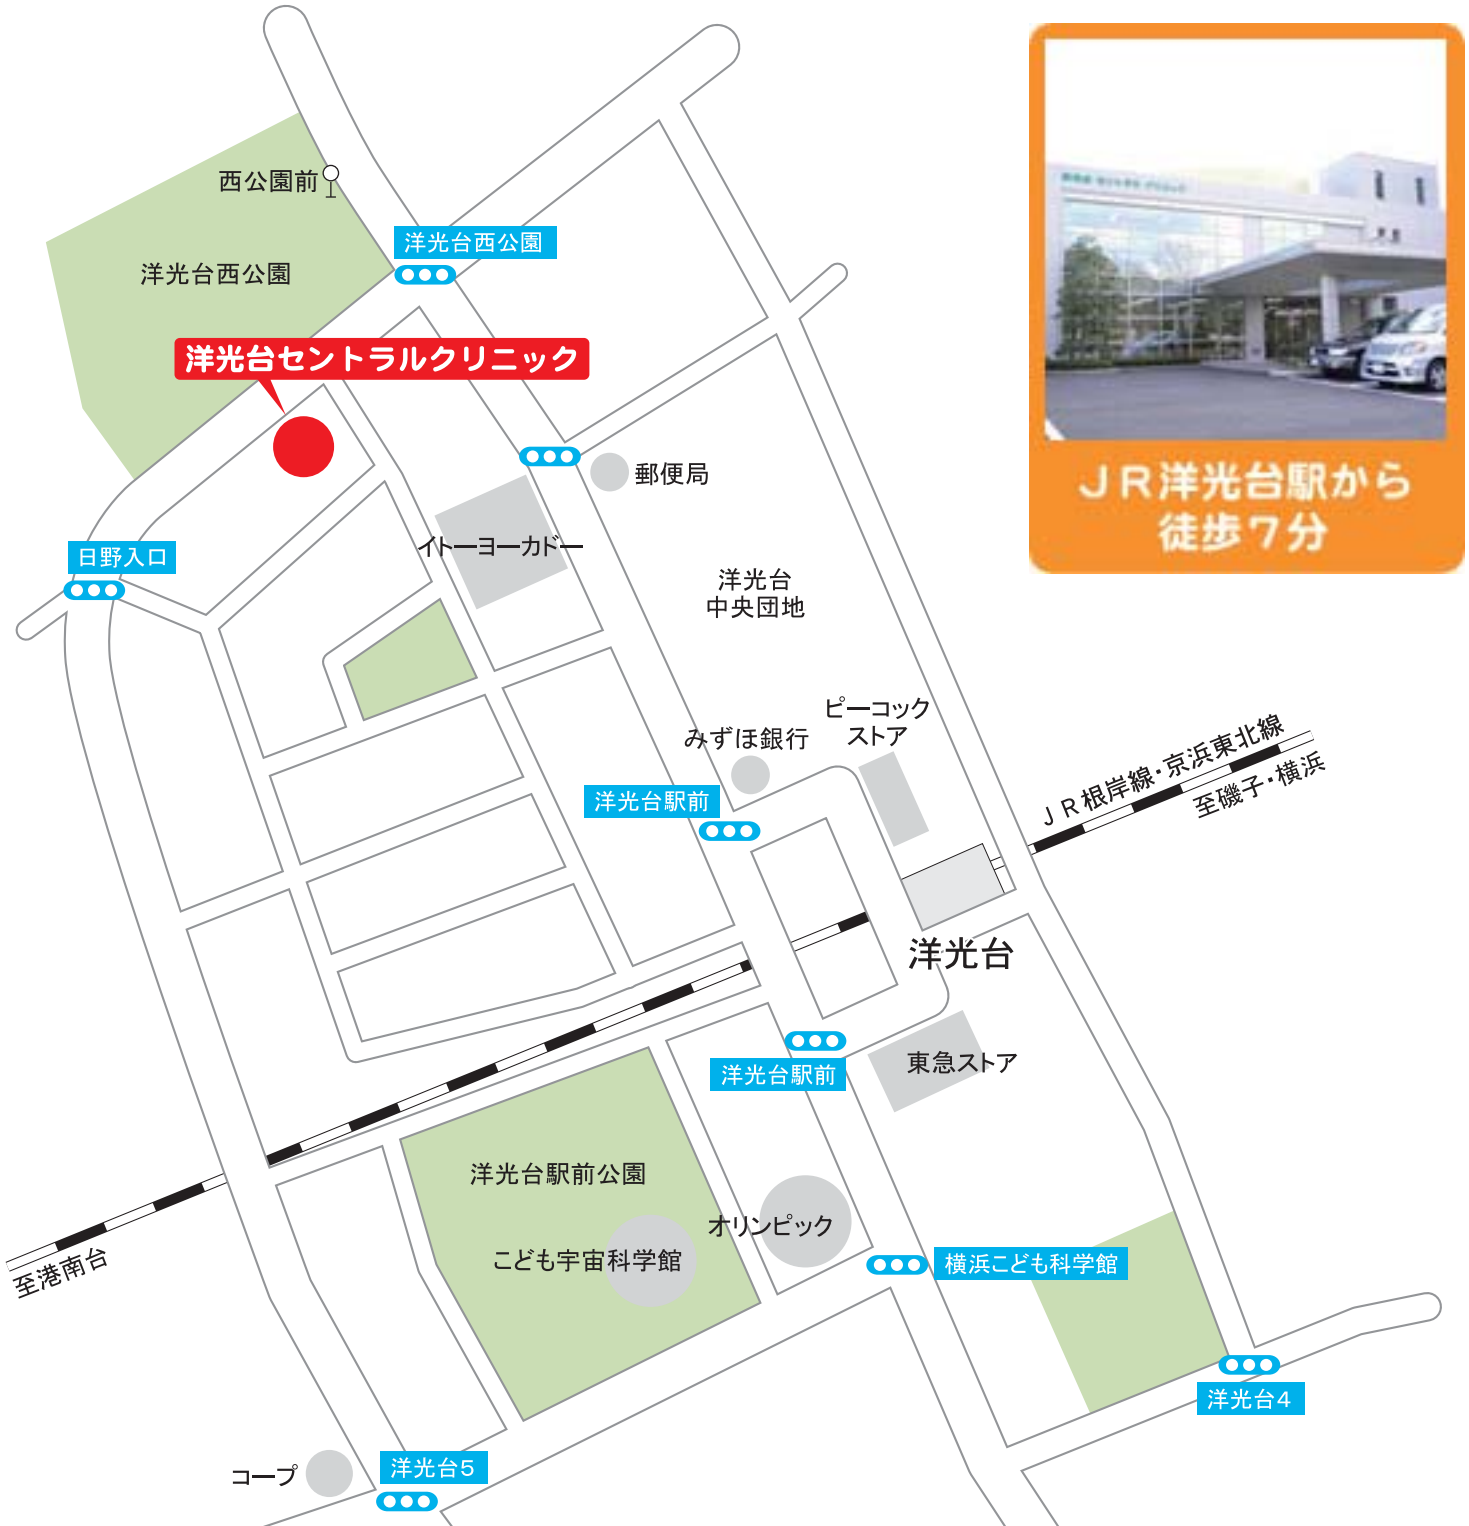 西公園前
洋光台西公園
洋光台西公園
洋光台セントラルクリニック
郵便局
イトーヨーカドー
日野入口
洋光台
中央団地
ピーコック
ストア
みずほ銀行
洋光台駅前
JR根岸線・京浜東北線
至磯子・横浜
洋光台
東急ストア
洋光台駅前
洋光台駅前公園
オリンピック
こども宇宙科学館
横浜こども科学館
至港南台
洋光台4
コープ
洋光台5
JR洋光台駅から
徒歩7分